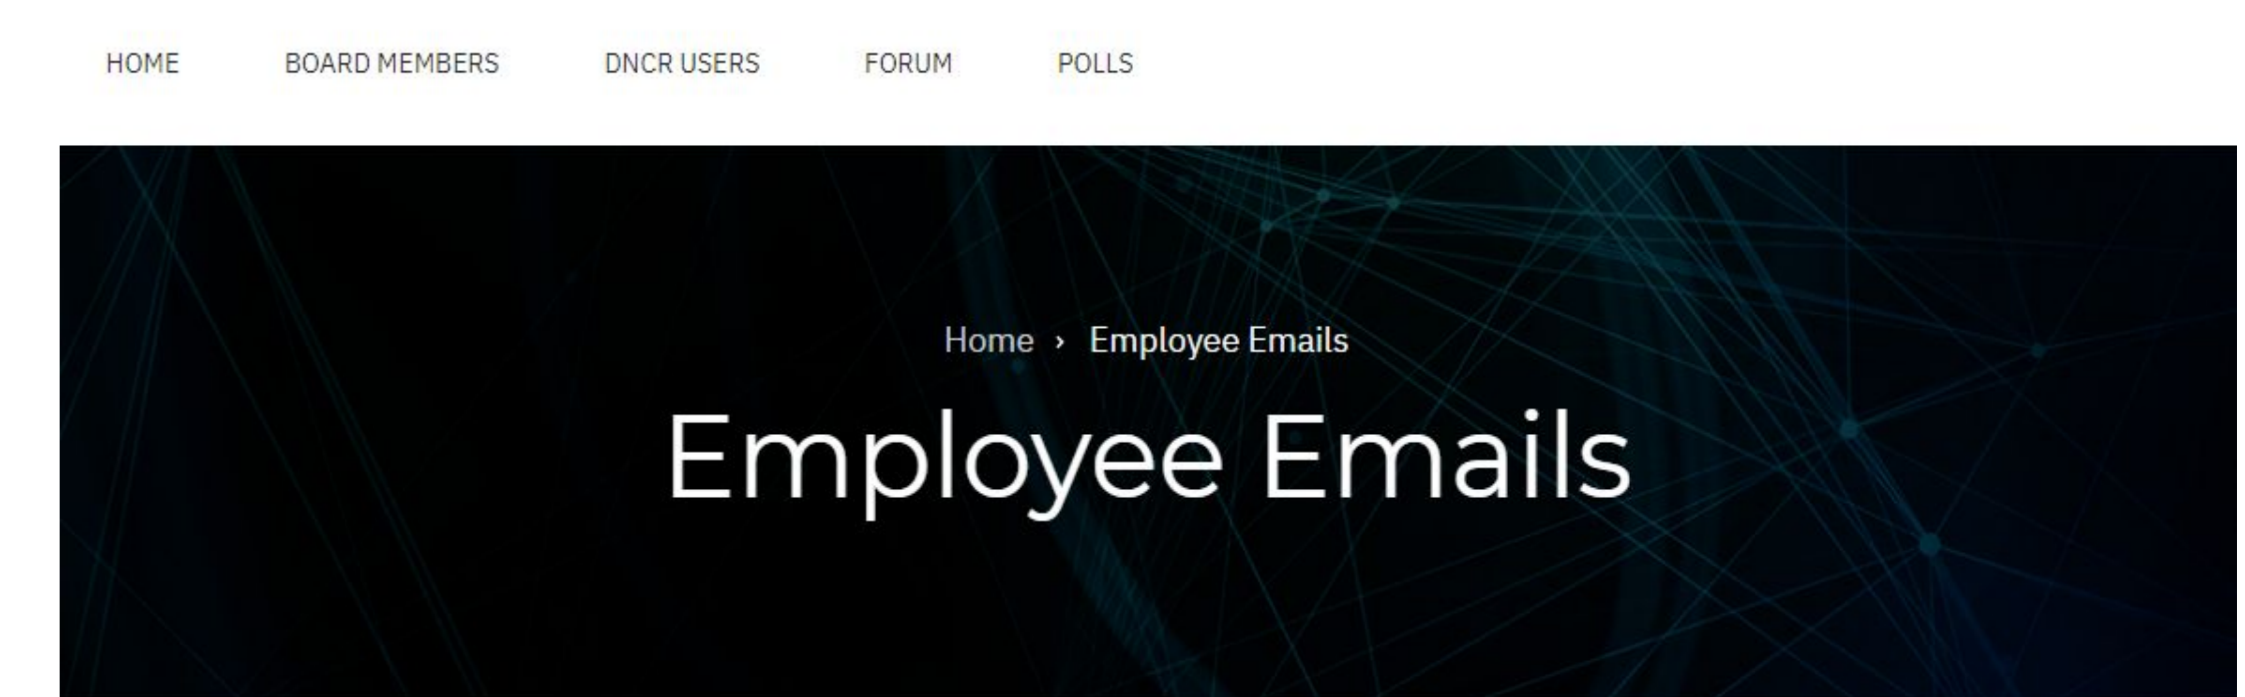 HOME BOARD MEMBERS DNCR USERS FORUM POLLS
Home › Employee Emails
Employee Emails